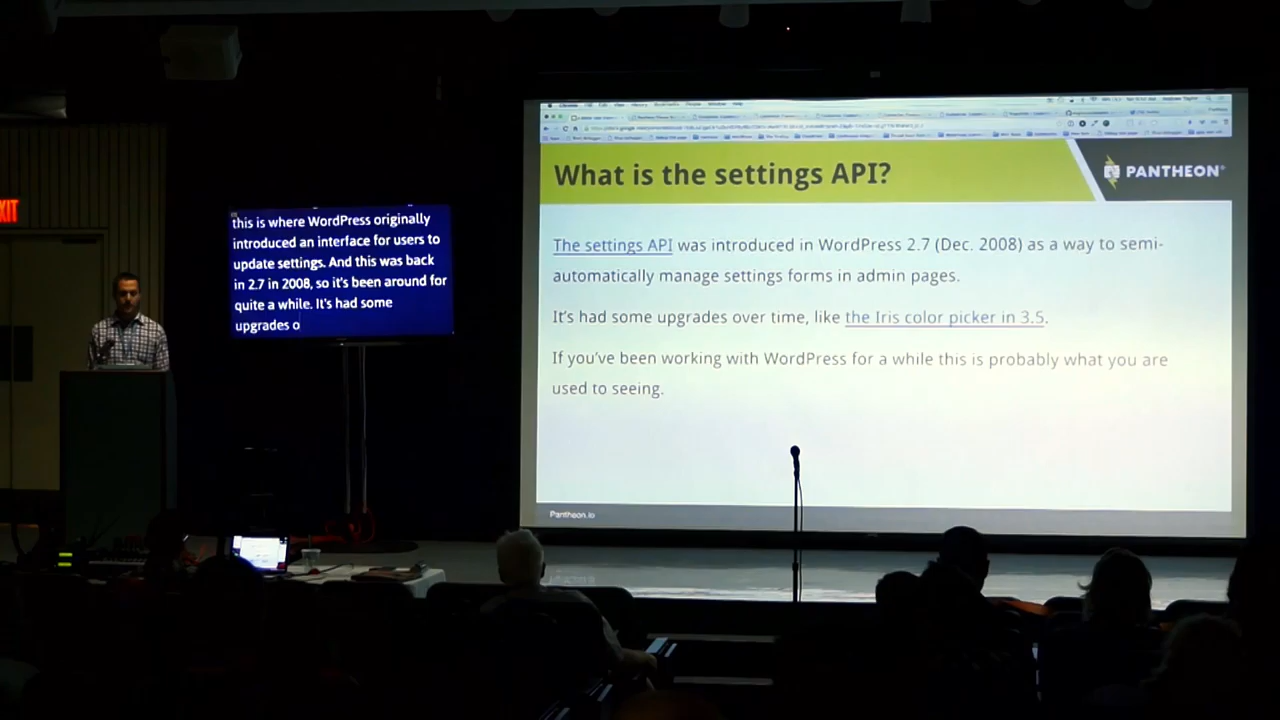 What is the settings API?
PANTHEON
The settings API was introduced in WordPress 2.7 (Dec. 2008) as a way to semi-
automatically manage settings forms in admin pages.
It's had some upgrades over time, like the Iris color picker in 3.5.
If you've been working with WordPress for a while this is probably what you are
used to seeing.
Pantheon.io
this is where WordPress originally
introduced an interface for users to
update settings. And this was back
in 2.7 in 2008, so it's been around for
quite a while. It's had some
upgrades o
XIT